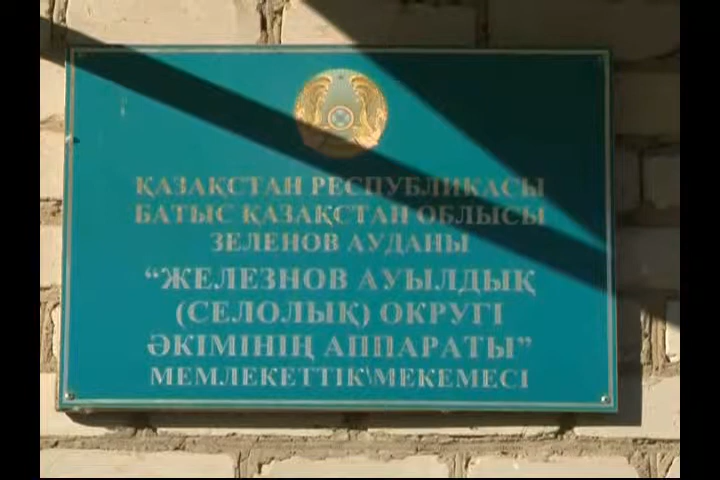 ҚАЗАҚСТАН РЕСПУБЛИКАСЫ
БАТЫС ҚАЗАҚСТАН ОБЛЫСЫ
ЗЕЛЕНОВ АУДАНЫ
“ЖЕЛЕЗНОВ АУЫЛДЫҚ
(СЕЛОЛЫҚ) ОКРУГІ
ӘКІМІНІҢ АППАРАТЫ”
МЕМЛЕКЕТТІК\МЕКЕМЕСІ